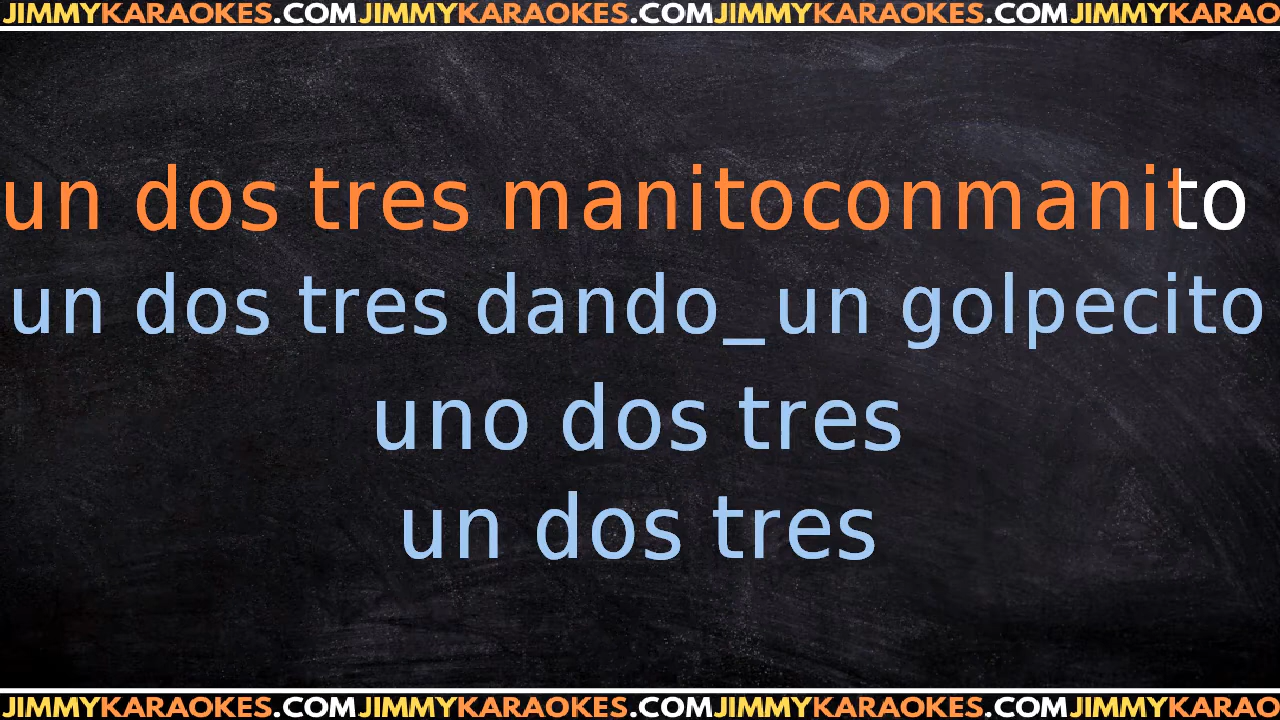 JIMMYKARAOKES.COMJIMMYKARAOKES.COMJIMMYKARAOKES.COMJIMMYKARAO
un dos tres manitoconmanito
un dos tres dando_un golpecito
uno dos tres
un dos tres
JIMMYKARAOKES.COMJIMMYKARAOKES.COMJIMMYKARAOKES.COMJIMMYKARAO